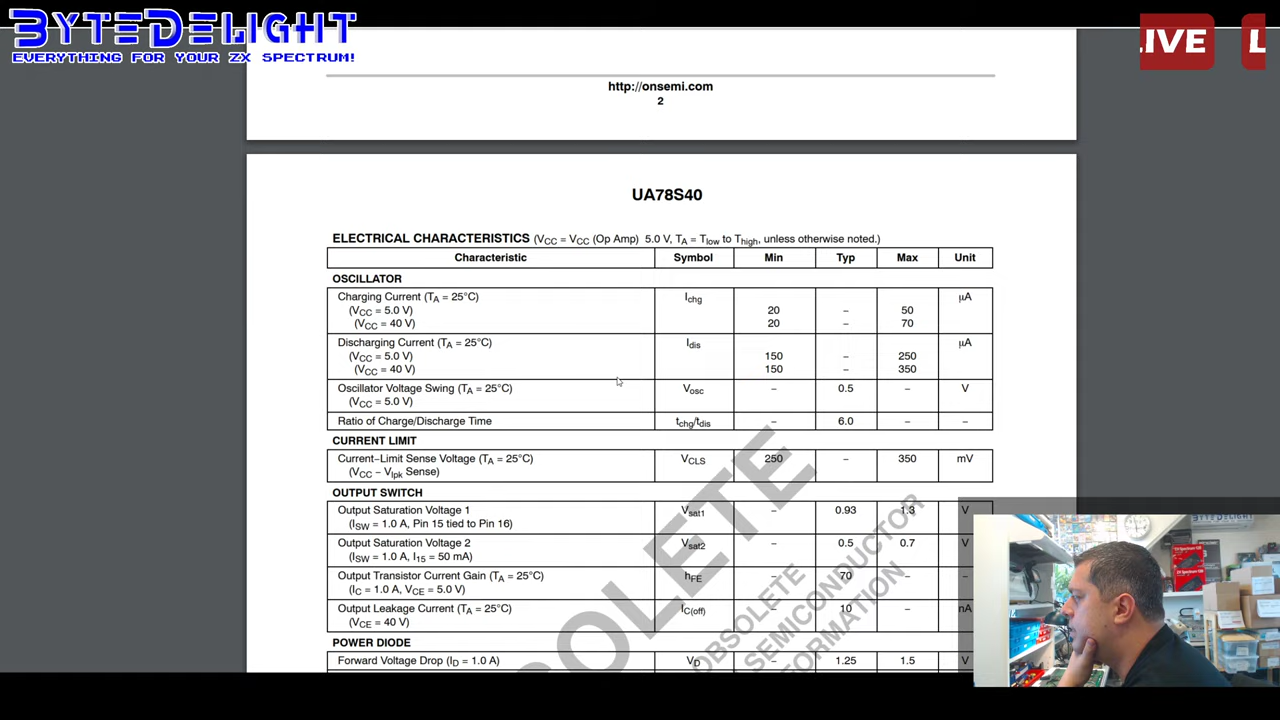 BYTEDELIGHT
EVERYTHING FOR YOUR ZX SPECTRUM!
LIVE
L
http://onsemi.com
2
UA78S40
ELECTRICAL CHARACTERISTICS (VCC = VCC (Op Amp) 5.0 V, TA = Tlow to Thigh, unless otherwise noted.)
Characteristic Symbol Min Typ Max Unit
OSCILLATOR
Charging Current (TA = 25°C) Ichg μA
(VCC = 5.0 V) 20 – 50
(VCC = 40 V) 20 – 70
Discharging Current (TA = 25°C) Idis μA
(VCC = 5.0 V) 150 – 250
(VCC = 40 V) 150 – 350
Oscillator Voltage Swing (TA = 25°C) Vosc – 0.5 – V
(VCC = 5.0 V)
Ratio of Charge/Discharge Time tchg/tdis – 6.0 – –
CURRENT LIMIT
Current–Limit Sense Voltage (TA = 25°C) VCLS 250 – 350 mV
(VCC – VIpk Sense)
OUTPUT SWITCH
Output Saturation Voltage 1 Vsat1 – 0.93 1.3 V
(ISW = 1.0 A, Pin 15 tied to Pin 16)
Output Saturation Voltage 2 Vsat2 – 0.5 0.7 V
(ISW = 1.0 A, I15 = 50 mA)
Output Transistor Current Gain (TA = 25°C) hFE – 70 – –
(IC = 1.0 A, VCE = 5.0 V)
Output Leakage Current (TA = 25°C) IC(off) – 10 – nA
(VCE = 40 V)
POWER DIODE
Forward Voltage Drop (ID = 1.0 A) VD – 1.25 1.5 V
OBSOLETE
OBSOLETE
SEMICONDUCTOR
FORMATION